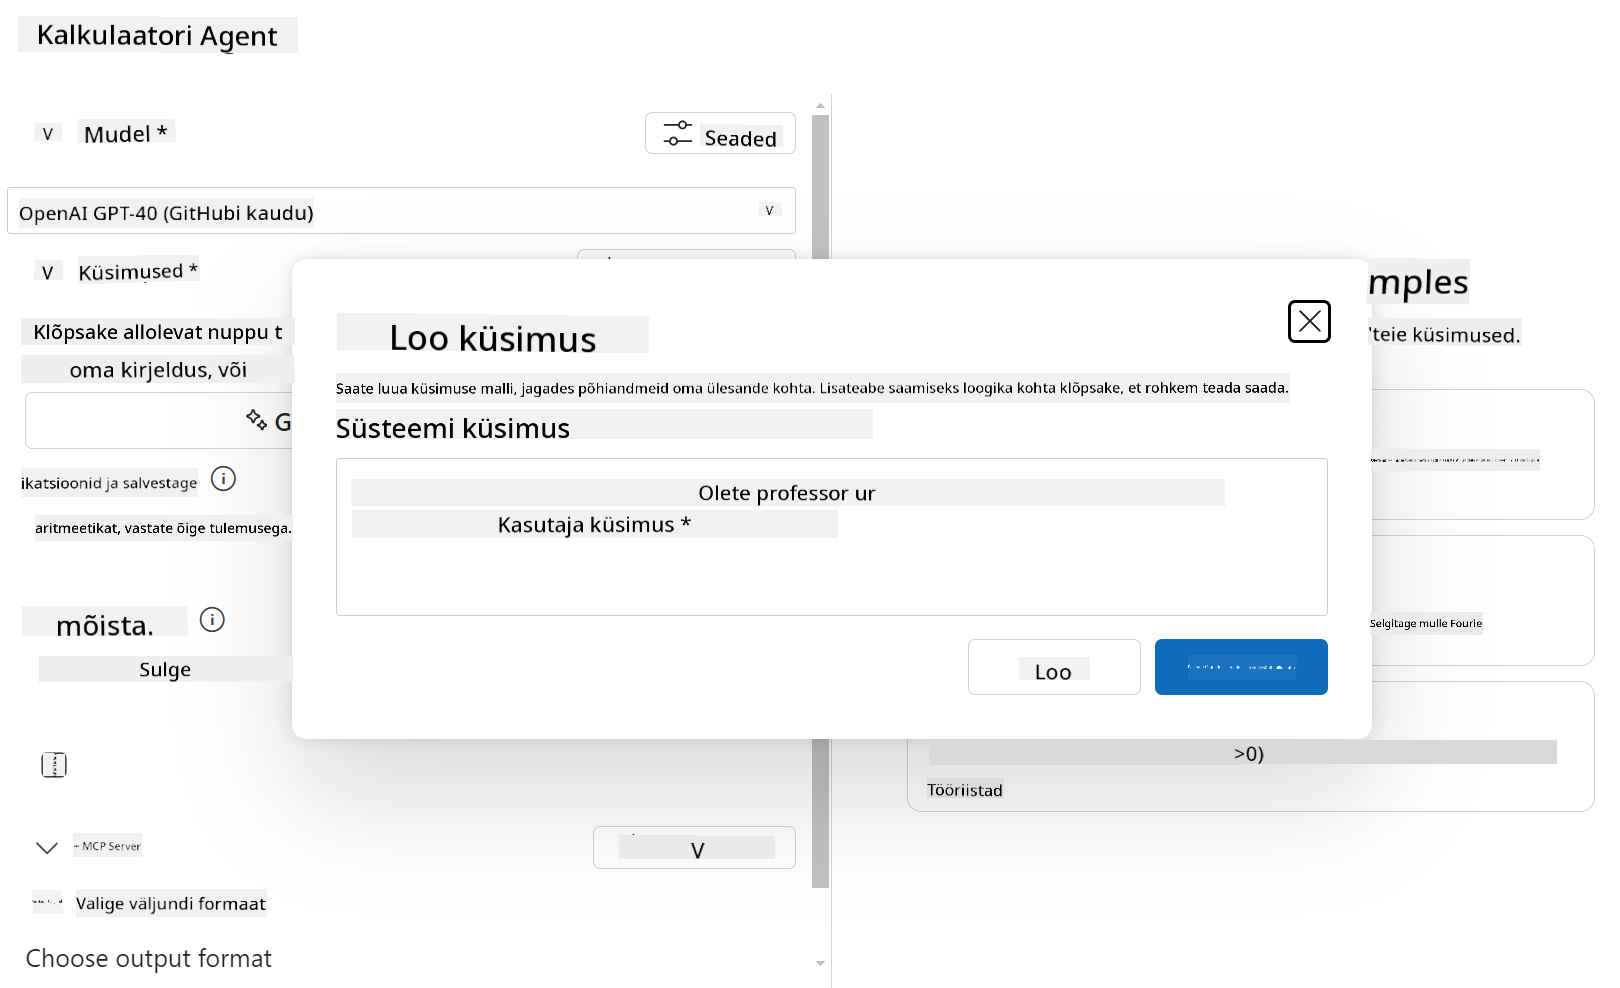 Kalkulaatori Agent
V Mudel *
Seaded
OpenAI GPT-40 (GitHubi kaudu) V
V Küsimused *
Klõpsake allolevat nuppu t
oma kirjeldus, või
G
ikatsioonid ja salvestage
aritmeetikat, vastate õige tulemusega.
mõista.
Sulge
+ MCP Server
V
Valige väljundi formaat
Choose output format
Loo küsimus
Saate luua küsimuse malli, jagades põhiandmeid oma ülesande kohta. Lisateabe saamiseks loogika kohta klõpsake, et rohkem teada saada.
Süsteemi küsimus
Olete professor ur
Kasutaja küsimus *
Loo
mples
'teie küsimused.
Selgitage mulle Fourie
>0)
Tööriistad